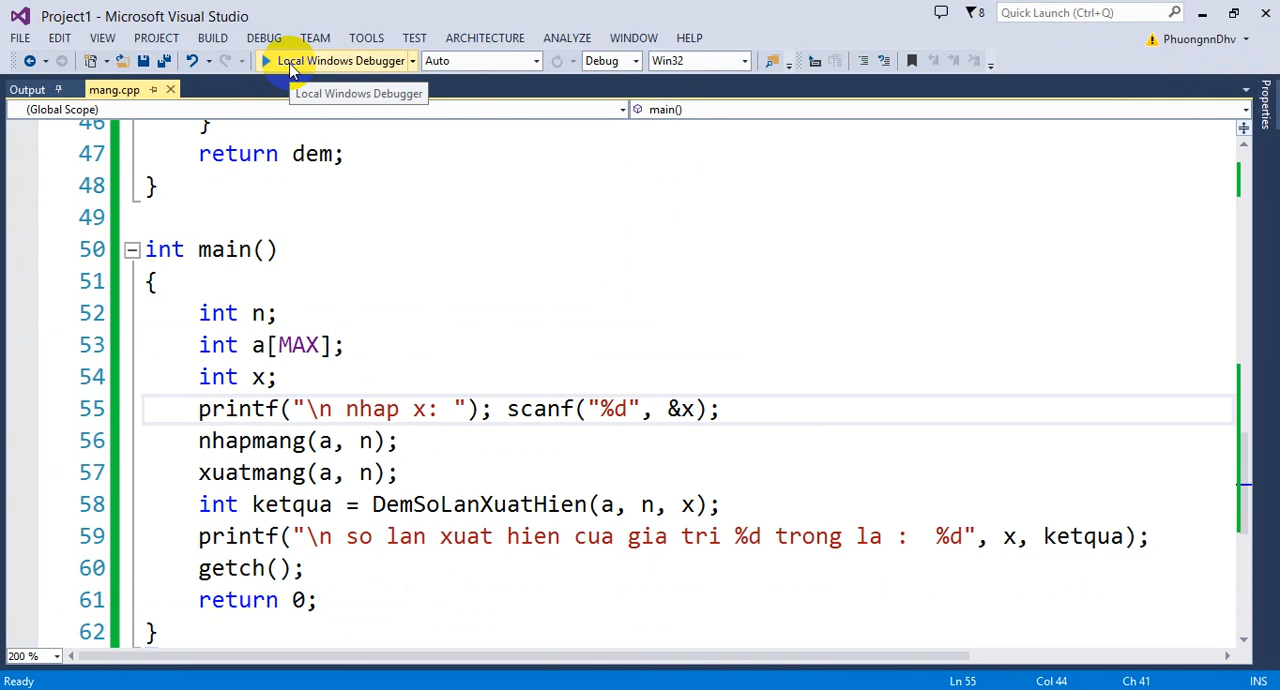 Project1 - Microsoft Visual Studio
8
Quick Launch (Ctrl+Q)
FILE EDIT VIEW PROJECT BUILD DEBUG TEAM TOOLS TEST ARCHITECTURE ANALYZE WINDOW HELP
PhuongnnDhv
Local Windows Debugger Auto Debug Win32
Output mang.cpp
Local Windows Debugger
Properties
(Global Scope) main()
46 }
47 return dem;
48 }
49
50 int main()
51 {
52 int n;
53 int a[MAX];
54 int x;
55 printf("\n nhap x: "); scanf("%d", &x);
56 nhapmang(a, n);
57 xuatmang(a, n);
58 int ketqua = DemSoLanXuatHien(a, n, x);
59 printf("\n so lan xuat hien cua gia tri %d trong la :  %d", x, ketqua);
60 getch();
61 return 0;
62 }
200 %
Ready Ln 55 Col 44 Ch 41 INS